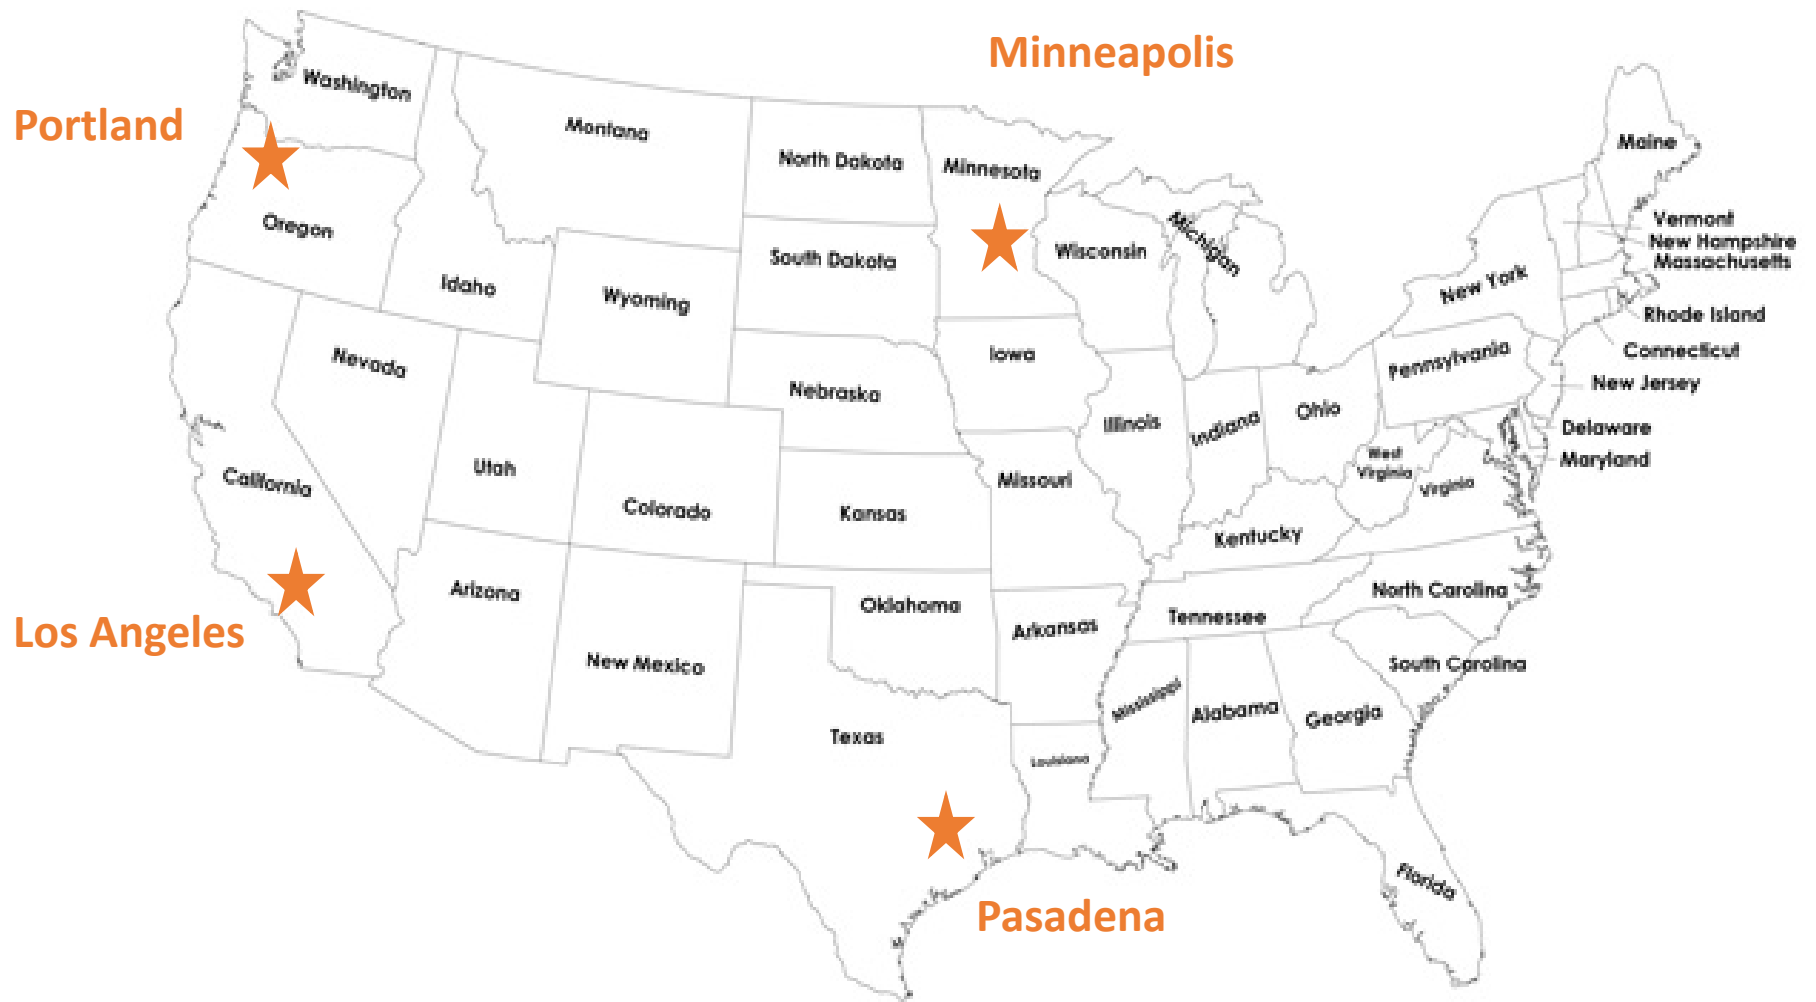 Minneapolis
Portland
Los Angeles
Pasadena
Washington
Montana
North Dakota
Minnesota
Maine
Oregon
Idaho
Wyoming
South Dakota
Wisconsin
Michigan
Vermont
New Hampshire
Massachusetts
New York
Rhode Island
Connecticut
Nevada
Nebraska
Iowa
Pennsylvania
New Jersey
Illinois
Indiana
Ohio
Delaware
Maryland
West
Virginia
Virginia
California
Utah
Colorado
Kansas
Missouri
Kentucky
Arizona
New Mexico
Oklahoma
Arkansas
Tennessee
North Carolina
South Carolina
Texas
Louisiana
Mississippi
Alabama
Georgia
Florida